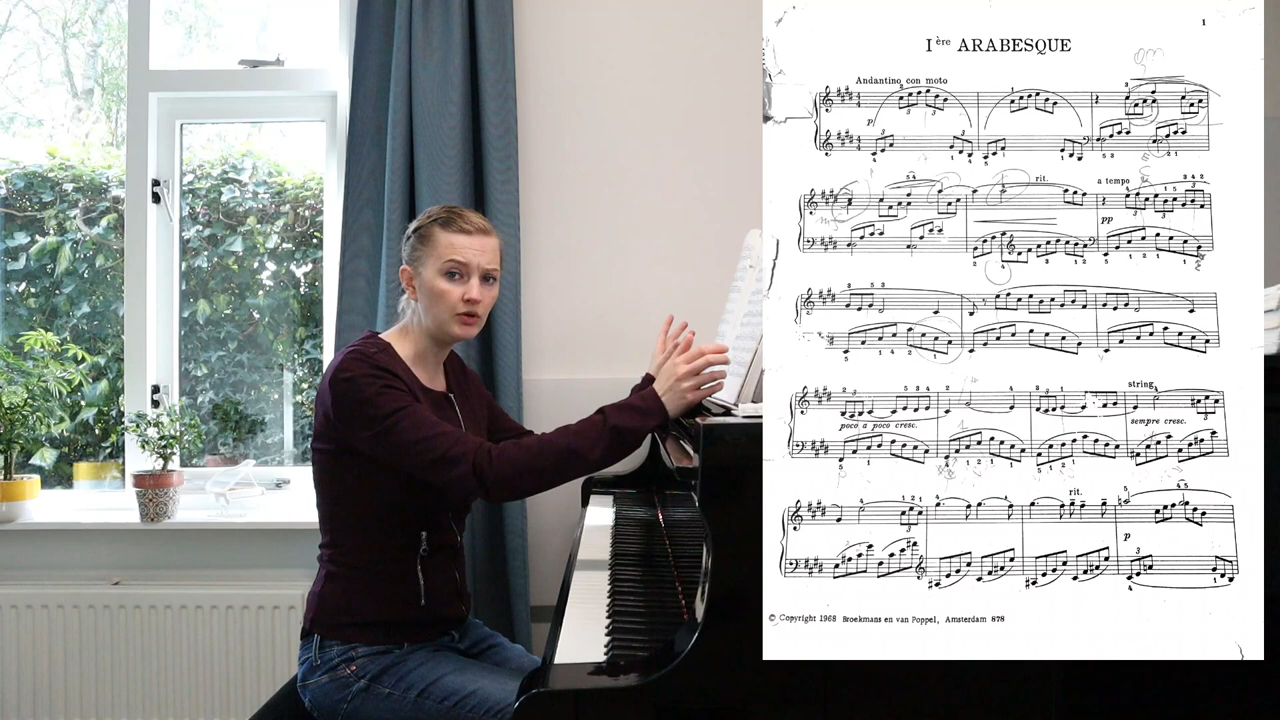 1
Ière ARABESQUE
Andantino con moto
p
rit.
a tempo
pp
poco a poco cresc.
string.
sempre cresc.
rit.
p
© Copyright 1968 Broekmans en van Poppel, Amsterdam 878